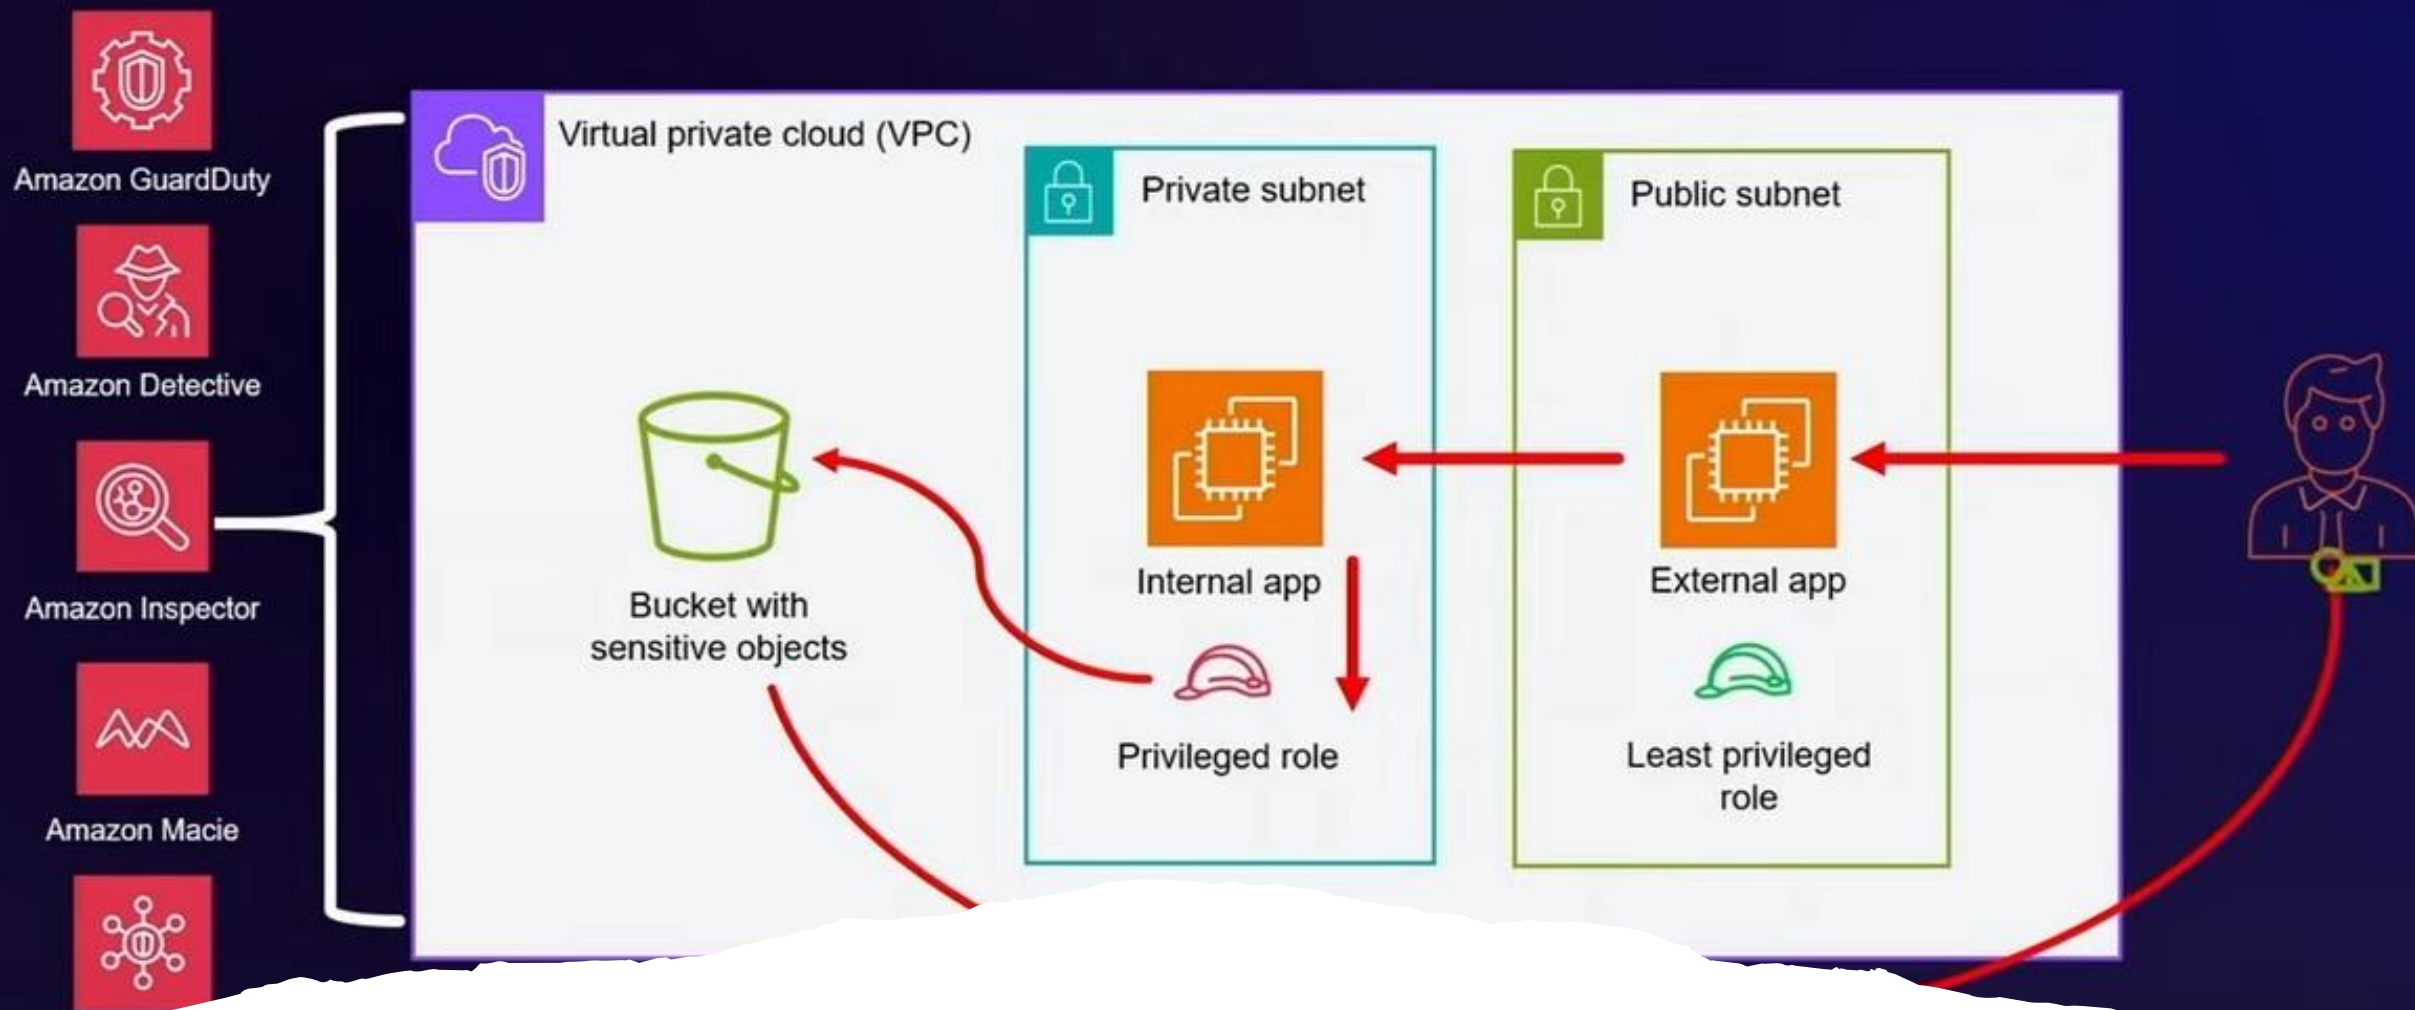 Amazon GuardDuty
Amazon Detective
Amazon Inspector
Amazon Macie
Virtual private cloud (VPC)
Bucket with
sensitive objects
Private subnet
Internal app
Privileged role
Public subnet
External app
Least privileged
role